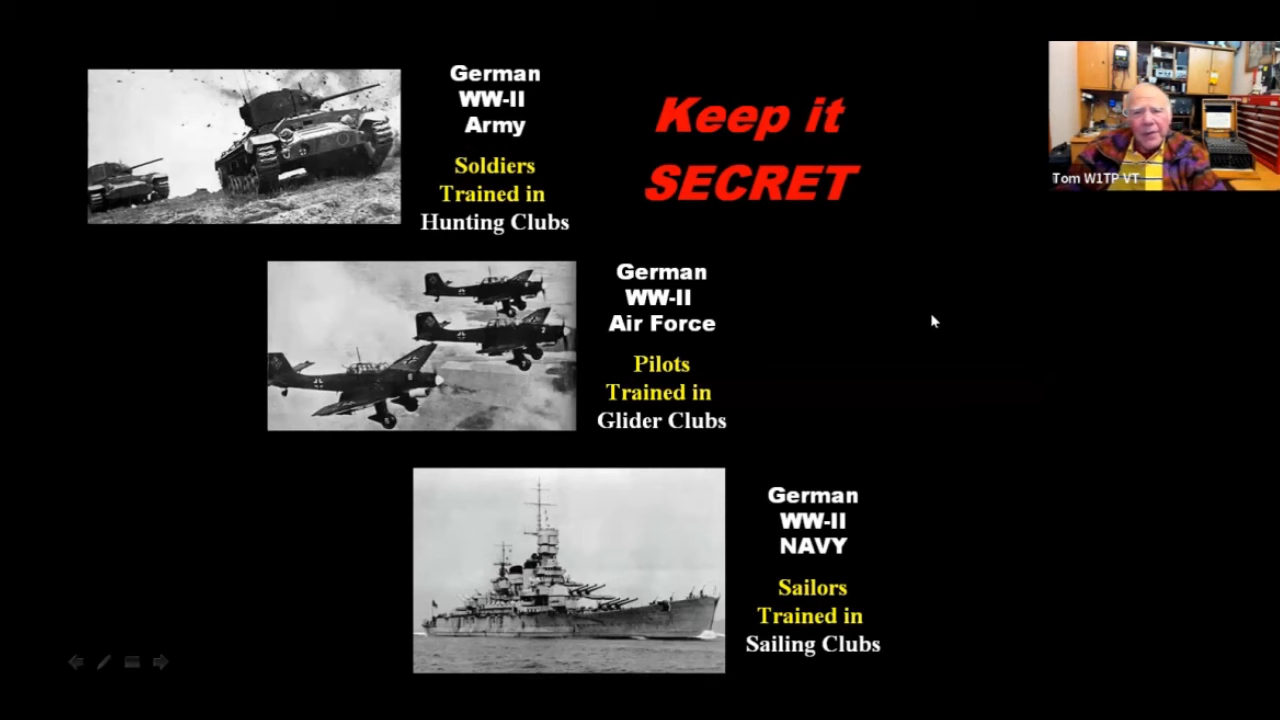 German
WW-II
Army
Soldiers
Trained in
Hunting Clubs
Keep it
SECRET
Tom W1TP VT
German
WW-II
Air Force
Pilots
Trained in
Glider Clubs
German
WW-II
NAVY
Sailors
Trained in
Sailing Clubs